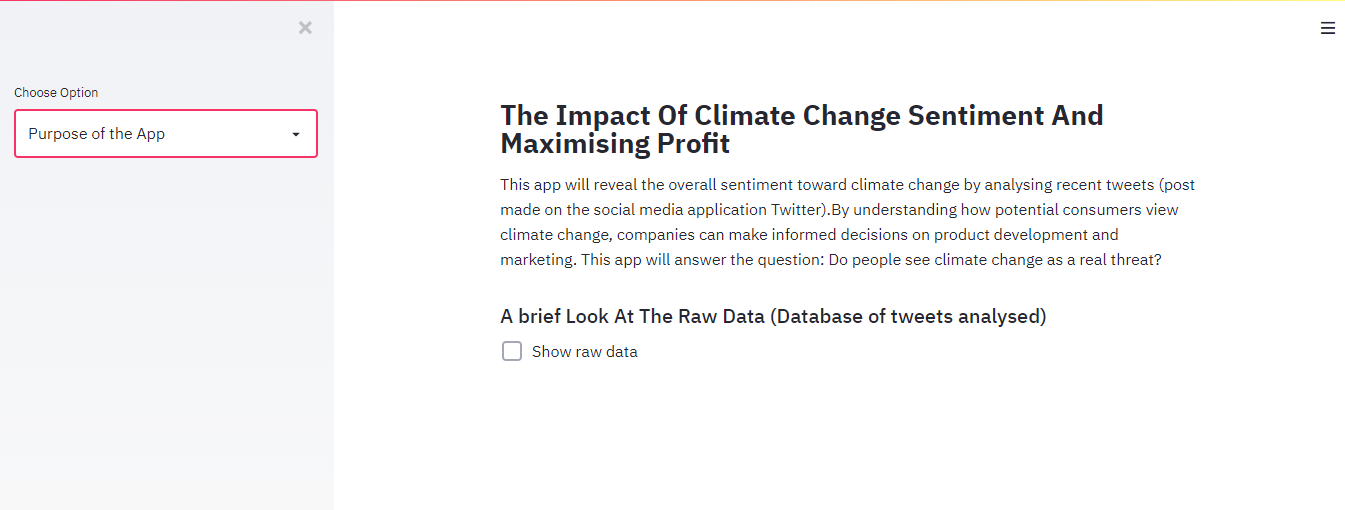 Choose Option
Purpose of the App
The Impact Of Climate Change Sentiment And
Maximising Profit
This app will reveal the overall sentiment toward climate change by analysing recent tweets (post
made on the social media application Twitter).By understanding how potential consumers view
climate change, companies can make informed decisions on product development and
marketing. This app will answer the question: Do people see climate change as a real threat?
A brief Look At The Raw Data (Database of tweets analysed)
Show raw data